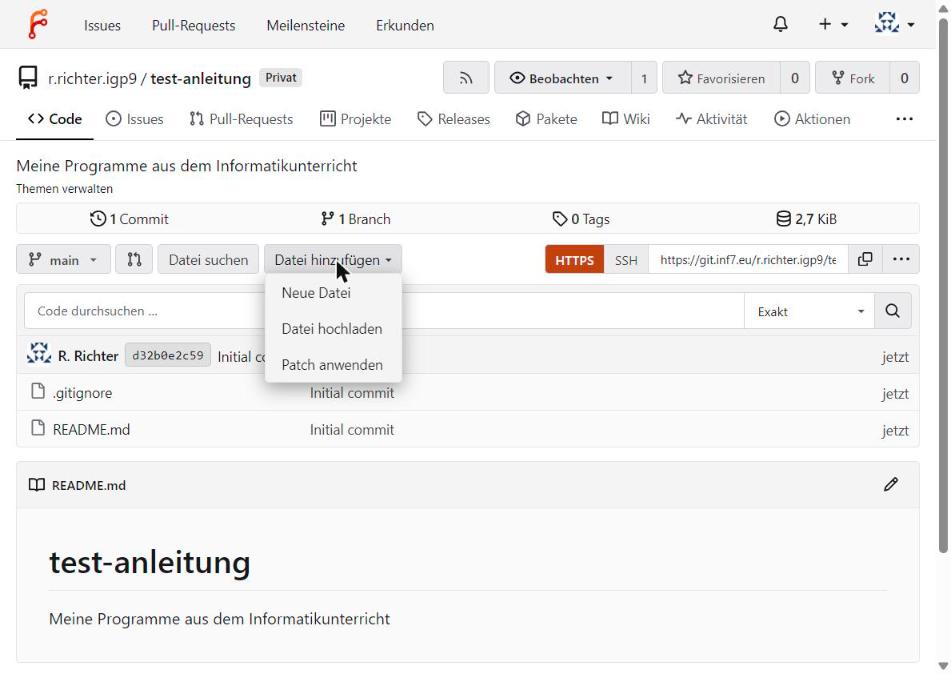 Issues Pull-Requests Meilensteine Erkunden
r.richter.igp9 / test-anleitung Privat Beobachten 1 Favorisieren 0 Fork 0
Code Issues Pull-Requests Projekte Releases Pakete Wiki Aktivität Aktionen
Meine Programme aus dem Informatikunterricht
Themen verwalten
1 Commit 1 Branch 0 Tags 2,7 KiB
main Datei suchen Datei hinzufügen HTTPS SSH https://git.inf7.eu/r.richter.igp9/te
Neue Datei
Datei hochladen
Patch anwenden
Code durchsuchen ... Exakt
R. Richter d32b0e2c59 Initial co jetzt
.gitignore Initial commit jetzt
README.md Initial commit jetzt
README.md
test-anleitung
Meine Programme aus dem Informatikunterricht